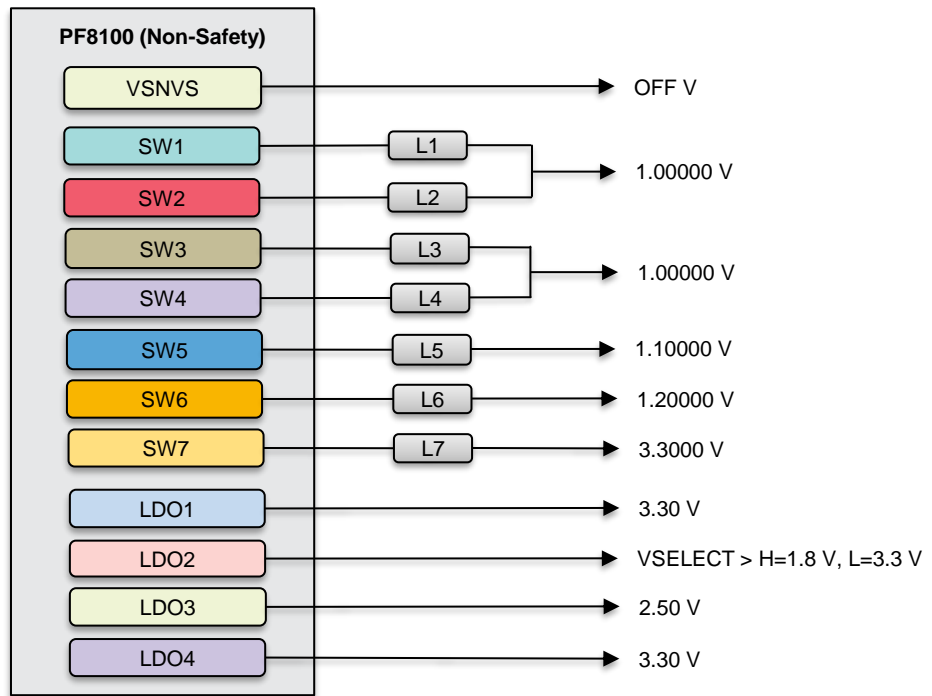 PF8100 (Non-Safety)
VSNVS
OFF V
SW1
L1
1.00000 V
SW2
L2
SW3
L3
1.00000 V
SW4
L4
SW5
L5
1.10000 V
SW6
L6
1.20000 V
SW7
L7
3.3000 V
LDO1
3.30 V
LDO2
VSELECT > H=1.8 V, L=3.3 V
LDO3
2.50 V
LDO4
3.30 V